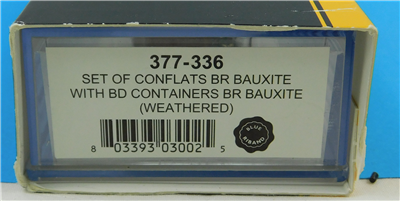 377-336
SET OF CONFLATS BR BAUXITE
WITH BD CONTAINERS BR BAUXITE
(WEATHERED)
BLUE
RIBAND
8 03393 03002 5